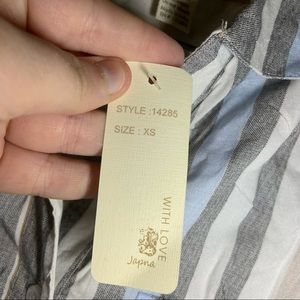 STYLE :14285
SIZE : XS
WITH LOVE
Japna